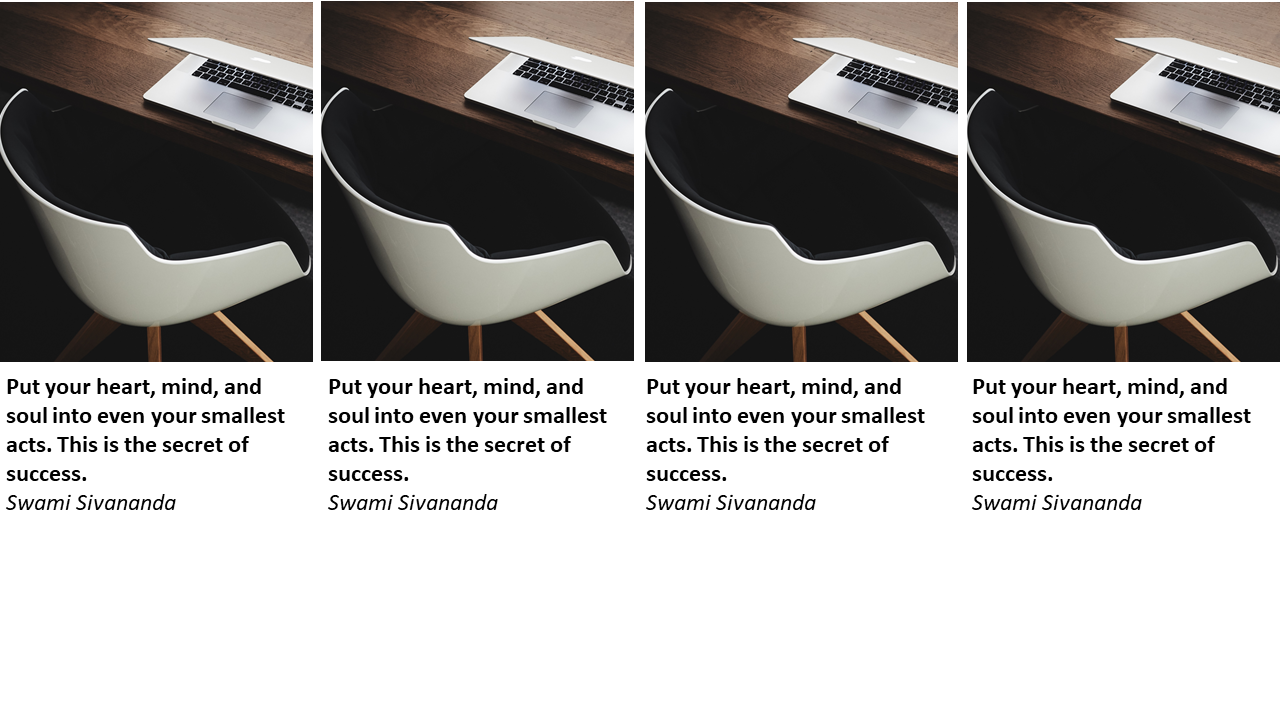 Put your heart, mind, and
soul into even your smallest
acts. This is the secret of
success.
Swami Sivananda
Put your heart, mind, and
soul into even your smallest
acts. This is the secret of
success.
Swami Sivananda
Put your heart, mind, and
soul into even your smallest
acts. This is the secret of
success.
Swami Sivananda
Put your heart, mind, and
soul into even your smallest
acts. This is the secret of
success.
Swami Sivananda